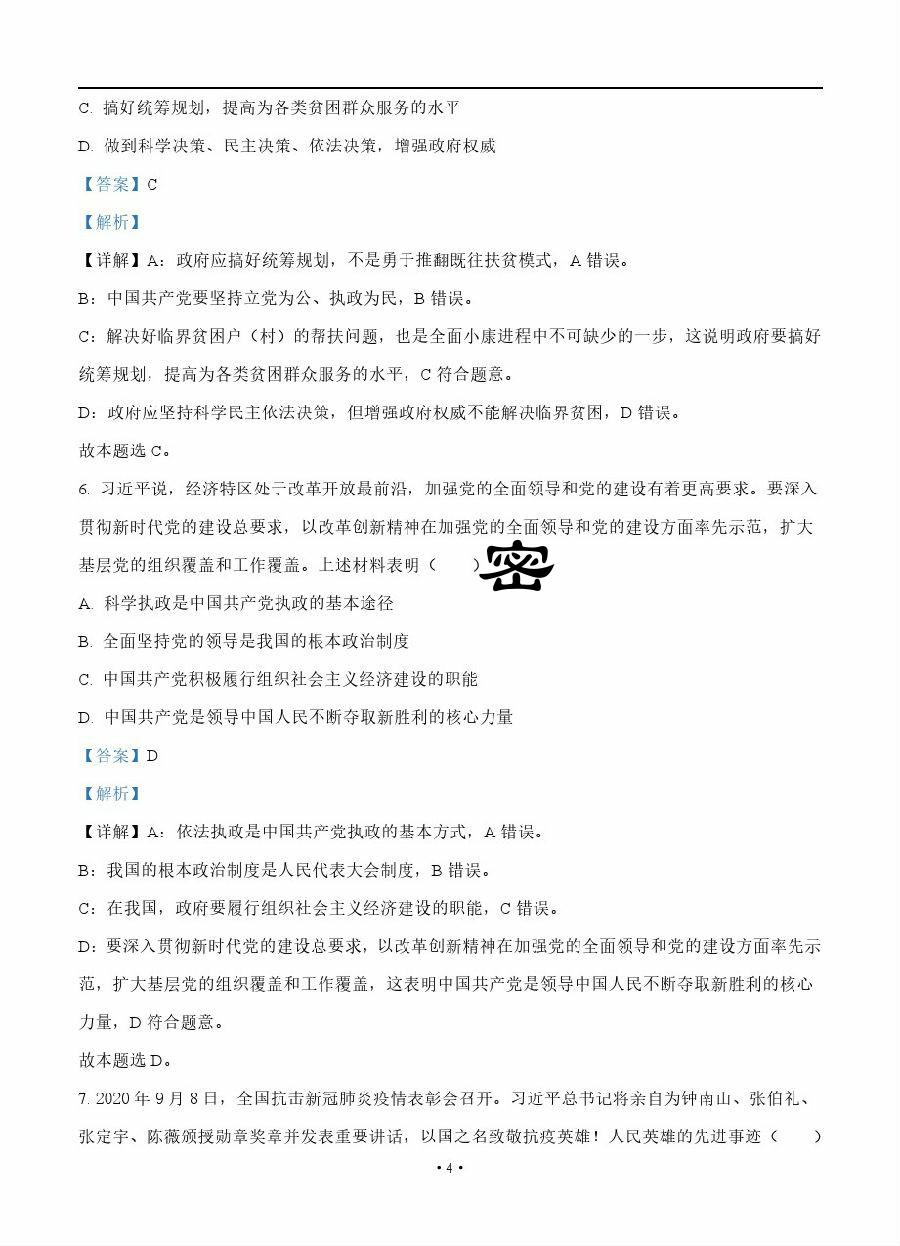 C. 搞好统筹规划，提高为各类贫困群众服务的水平
D. 做到科学决策、民主决策、依法决策，增强政府权威
【答案】C
【解析】
【详解】A：政府应搞好统筹规划，不是勇于推翻既往扶贫模式，A 错误。
B：中国共产党要坚持立党为公、执政为民，B 错误。
C：解决好临界贫困户（村）的帮扶问题，也是全面小康进程中不可缺少的一步，这说明政府要搞好
统筹规划，提高为各类贫困群众服务的水平，C 符合题意。
D：政府应坚持科学民主依法决策，但增强政府权威不能解决临界贫困，D 错误。
故本题选 C。
6. 习近平说，经济特区处于改革开放最前沿，加强党的全面领导和党的建设有着更高要求。要深入
贯彻新时代党的建设总要求，以改革创新精神在加强党的全面领导和党的建设方面率先示范，扩大
基层党的组织覆盖和工作覆盖。上述材料表明（　　）
密
A. 科学执政是中国共产党执政的基本途径
B. 全面坚持党的领导是我国的根本政治制度
C. 中国共产党积极履行组织社会主义经济建设的职能
D. 中国共产党是领导中国人民不断夺取新胜利的核心力量
【答案】D
【解析】
【详解】A：依法执政是中国共产党执政的基本方式，A 错误。
B：我国的根本政治制度是人民代表大会制度，B 错误。
C：在我国，政府要履行组织社会主义经济建设的职能，C 错误。
D：要深入贯彻新时代党的建设总要求，以改革创新精神在加强党的全面领导和党的建设方面率先示
范，扩大基层党的组织覆盖和工作覆盖，这表明中国共产党是领导中国人民不断夺取新胜利的核心
力量，D 符合题意。
故本题选 D。
7. 2020 年 9 月 8 日，全国抗击新冠肺炎疫情表彰会召开。习近平总书记将亲自为钟南山、张伯礼、
张定宇、陈薇颁授勋章奖章并发表重要讲话，以国之名致敬抗疫英雄！人民英雄的先进事迹（　　）
• 4 •